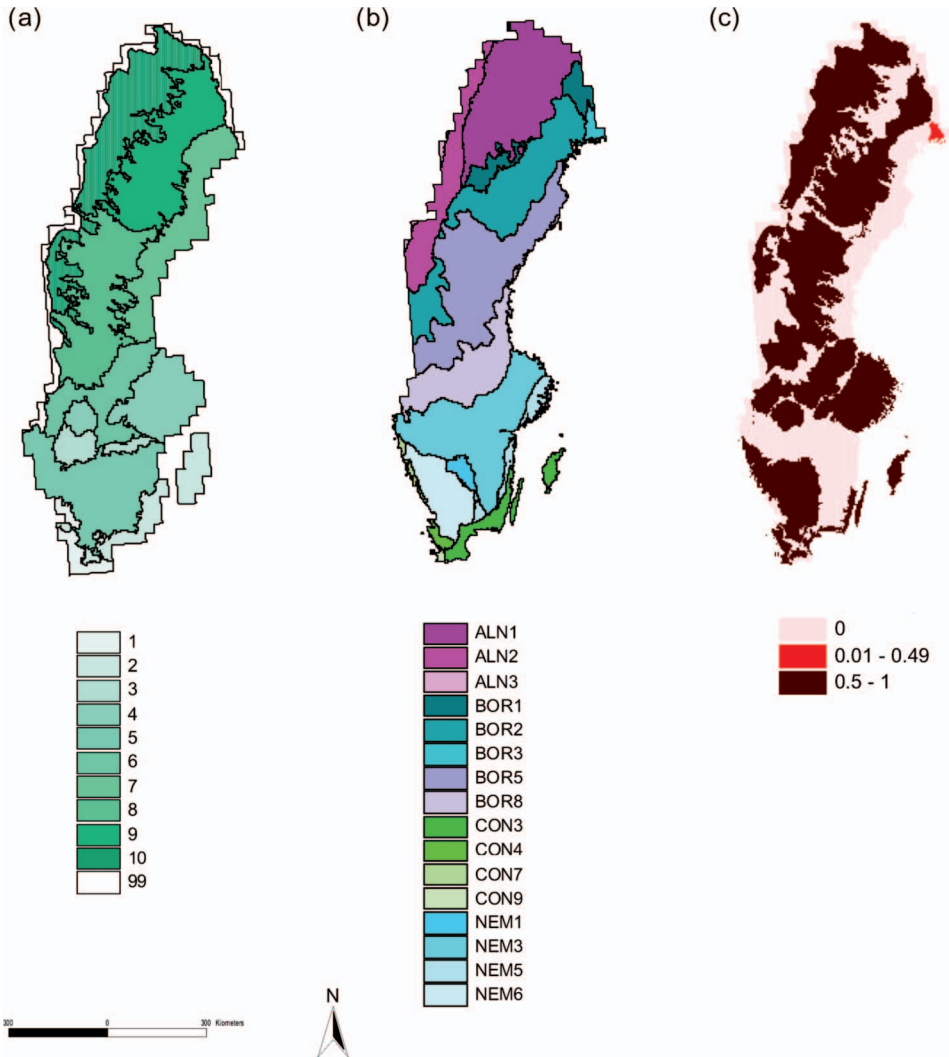 (a)
(b)
(c)
1
2
3
4
5
6
7
8
9
10
99
ALN1
ALN2
ALN3
BOR1
BOR2
BOR3
BOR5
BOR8
CON3
CON4
CON7
CON9
NEM1
NEM3
NEM5
NEM6
0
0.01 - 0.49
0.5 - 1
N
300 0 300 Kilometers